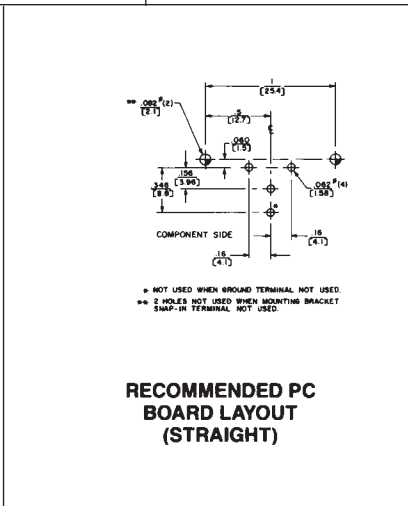 1
[25.4]
** .082 ø (2)
[2.1]
.5
[12.7]
.060
[1.5]
.156
[3.96]
.346
[8.8]
.062 ø (4)
[1.58]
*
COMPONENT SIDE
.16
[4.1]
.16
[4.1]
* NOT USED WHEN GROUND TERMINAL NOT USED.
** 2 HOLES NOT USED WHEN MOUNTING BRACKET
SNAP-IN TERMINAL NOT USED.
RECOMMENDED PC
BOARD LAYOUT
(STRAIGHT)